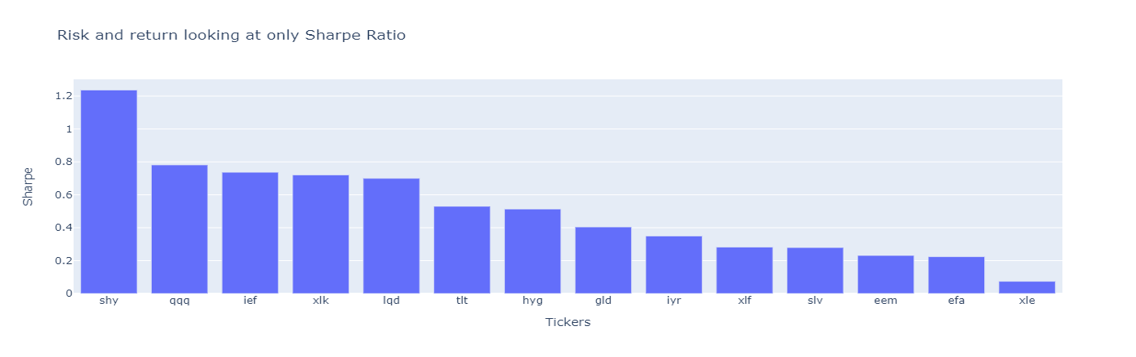 Risk and return looking at only Sharpe Ratio
Sharpe
1.2
1
0.8
0.6
0.4
0.2
0
shy qqq ief xlk lqd tlt hyg gld iyr xlf slv eem efa xle
Tickers